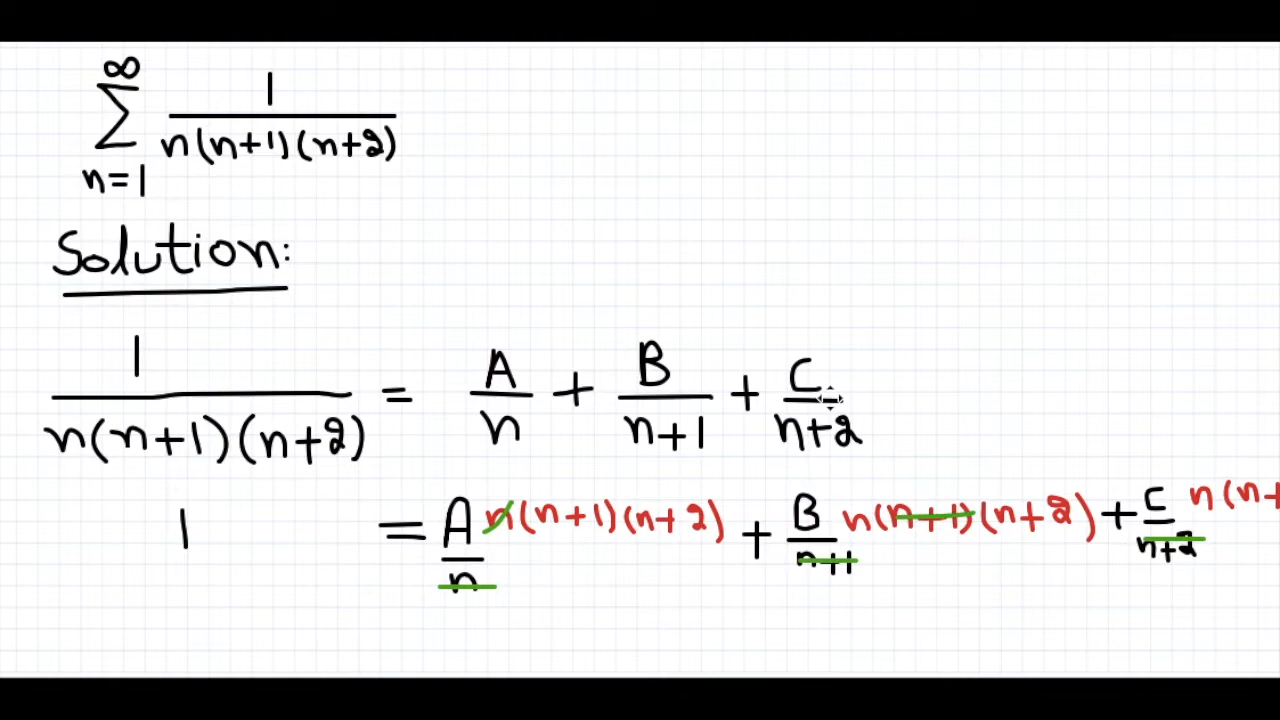 ∞
∑ 1/n(n+1)(n+2)
n=1
Solution:
1/n(n+1)(n+2) = A/n + B/n+1 + C/n+2
1 = A/n n(n+1)(n+2) + B/n+1 n(n+1)(n+2) + C/n+2 n(n+